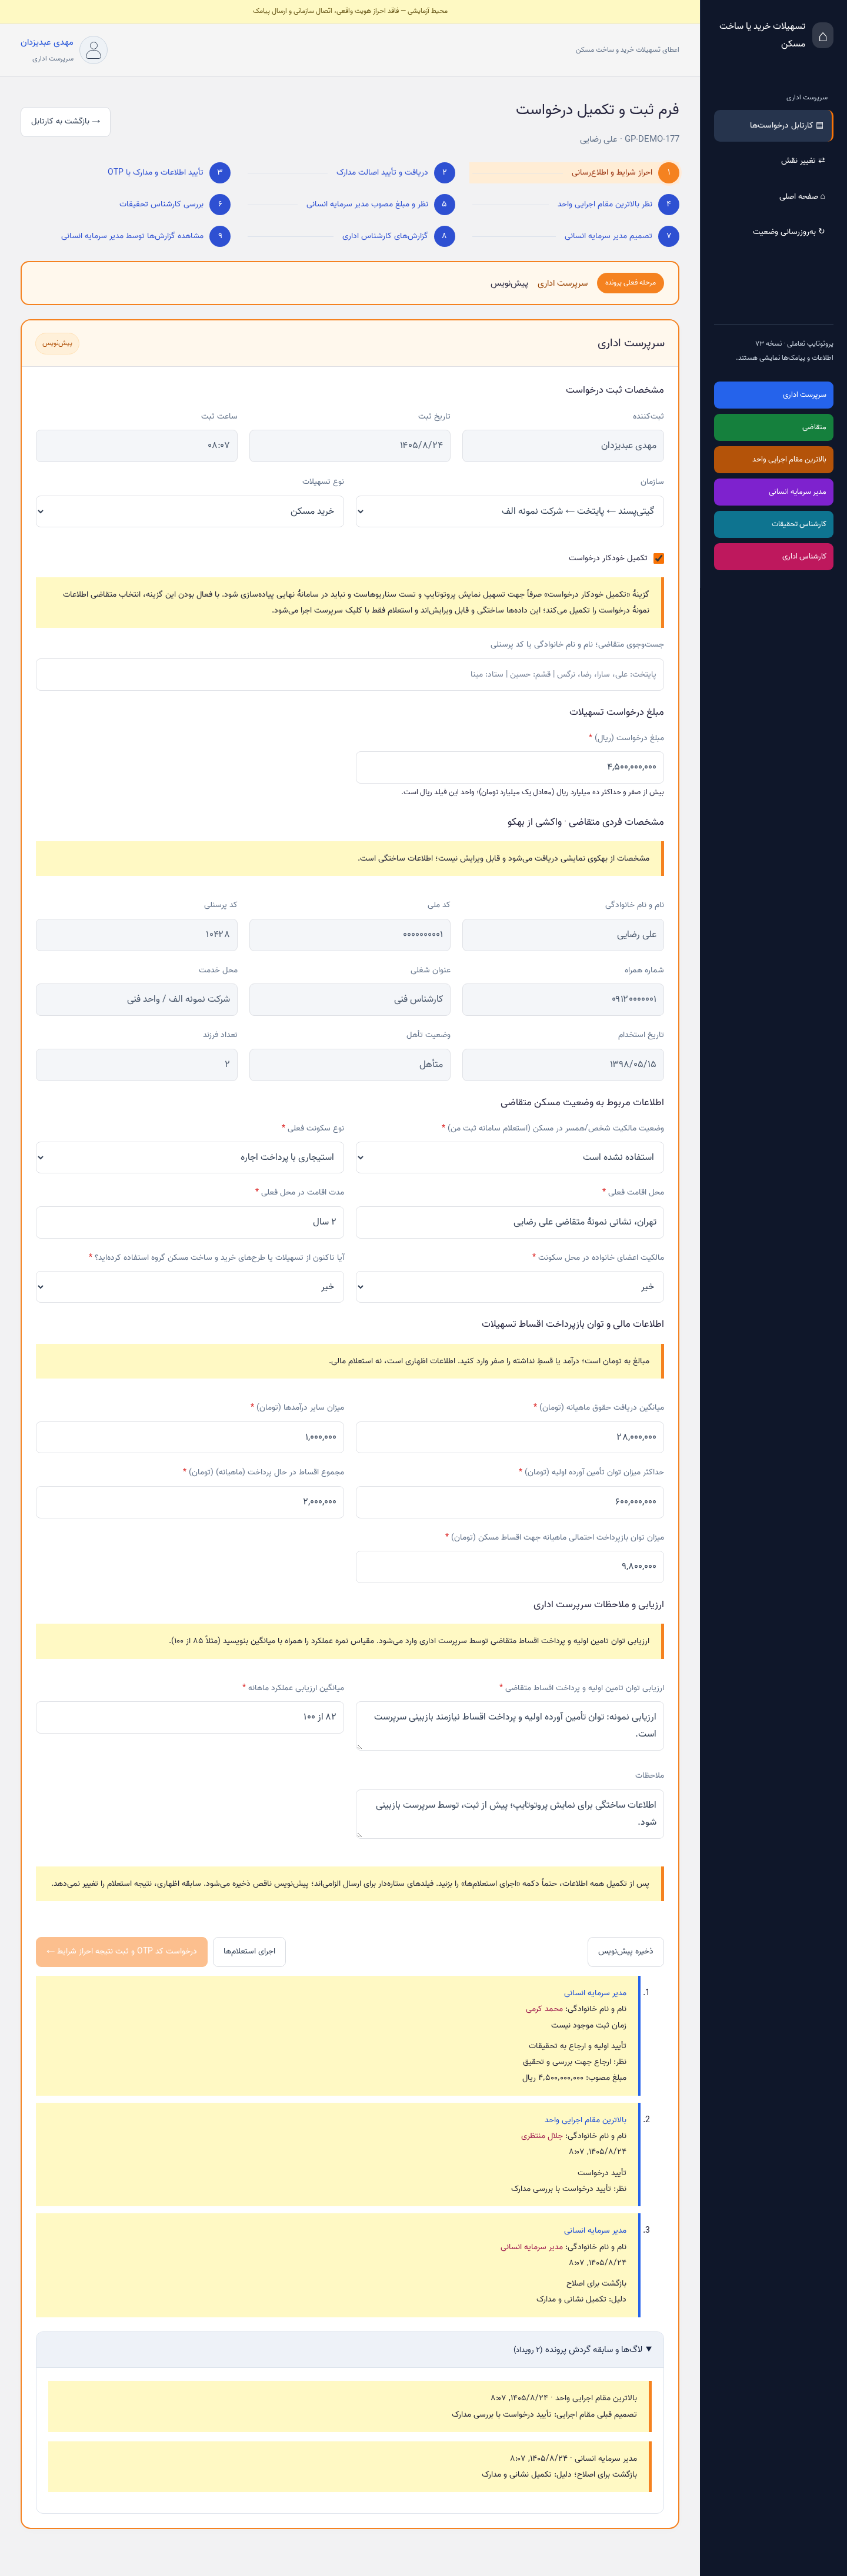 محیط آزمایشی — فاقد احراز هویت واقعی، اتصال سازمانی و ارسال پیامک
تسهیلات خرید یا ساخت
مسکن
سرپرست اداری
▤ کارتابل درخواست‌ها
⇄ تغییر نقش
⌂ صفحه اصلی
↻ به‌روزرسانی وضعیت
پروتوتایپ تعاملی · نسخه ۷۳
اطلاعات و پیامک‌ها نمایشی هستند.
سرپرست اداری
متقاضی
بالاترین مقام اجرایی واحد
مدیر سرمایه انسانی
کارشناس تحقیقات
کارشناس اداری
اعطای تسهیلات خرید و ساخت مسکن
مهدی عبدیزدان
سرپرست اداری
فرم ثبت و تکمیل درخواست
GP-DEMO-177 · علی رضایی
→ بازگشت به کارتابل
۱ احراز شرایط و اطلاع‌رسانی
۲ دریافت و تأیید اصالت مدارک
۳ تأیید اطلاعات و مدارک با OTP
۴ نظر بالاترین مقام اجرایی واحد
۵ نظر و مبلغ مصوب مدیر سرمایه انسانی
۶ بررسی کارشناس تحقیقات
۷ تصمیم مدیر سرمایه انسانی
۸ گزارش‌های کارشناس اداری
۹ مشاهده گزارش‌ها توسط مدیر سرمایه انسانی
مرحله فعلی پرونده سرپرست اداری پیش‌نویس
سرپرست اداری
پیش‌نویس
مشخصات ثبت درخواست
ثبت‌کننده
تاریخ ثبت
ساعت ثبت
مهدی عبدیزدان
۱۴۰۵/۸/۲۴
۰۸:۰۷
سازمان
نوع تسهیلات
گیتی‌پسند ← پایتخت ← شرکت نمونه الف
خرید مسکن
تکمیل خودکار درخواست
گزینهٔ «تکمیل خودکار درخواست» صرفاً جهت تسهیل نمایش پروتوتایپ و تست سناریوهاست و نباید در سامانهٔ نهایی پیاده‌سازی شود. با فعال بودن این گزینه، انتخاب متقاضی اطلاعات
نمونهٔ درخواست را تکمیل می‌کند؛ این داده‌ها ساختگی و قابل ویرایش‌اند و استعلام فقط با کلیک سرپرست اجرا می‌شود.
جست‌وجوی متقاضی؛ نام و نام خانوادگی یا کد پرسنلی
پایتخت: علی، سارا، رضا، نرگس | قشم: حسین | ستاد: مینا
مبلغ درخواست تسهیلات
مبلغ درخواست (ریال) *
۴,۵۰۰,۰۰۰,۰۰۰
بیش از صفر و حداکثر ده میلیارد ریال (معادل یک میلیارد تومان)؛ واحد این فیلد ریال است.
مشخصات فردی متقاضی · واکشی از بهکو
مشخصات از بهکوی نمایشی دریافت می‌شود و قابل ویرایش نیست؛ اطلاعات ساختگی است.
نام و نام خانوادگی
کد ملی
کد پرسنلی
علی رضایی
۰۰۰۰۰۰۰۰۰۱
۱۰۴۲۸
شماره همراه
عنوان شغلی
محل خدمت
۰۹۱۲۰۰۰۰۰۰۱
کارشناس فنی
شرکت نمونه الف / واحد فنی
تاریخ استخدام
وضعیت تأهل
تعداد فرزند
۱۳۹۸/۰۵/۱۵
متأهل
۲
اطلاعات مربوط به وضعیت مسکن متقاضی
وضعیت مالکیت شخص/همسر در مسکن (استعلام سامانه ثبت من) *
نوع سکونت فعلی *
استفاده نشده است
استیجاری با پرداخت اجاره
محل اقامت فعلی *
مدت اقامت در محل فعلی *
تهران، نشانی نمونهٔ متقاضی علی رضایی
۲ سال
مالکیت اعضای خانواده در محل سکونت *
آیا تاکنون از تسهیلات یا طرح‌های خرید و ساخت مسکن گروه استفاده کرده‌اید؟ *
خیر
خیر
اطلاعات مالی و توان بازپرداخت اقساط تسهیلات
مبالغ به تومان است؛ درآمد یا قسطِ نداشته را صفر وارد کنید. اطلاعات اظهاری است، نه استعلام مالی.
میانگین دریافت حقوق ماهیانه (تومان) *
میزان سایر درآمدها (تومان) *
۲۸,۰۰۰,۰۰۰
۱,۰۰۰,۰۰۰
حداکثر میزان توان تأمین آورده اولیه (تومان) *
مجموع اقساط در حال پرداخت (ماهیانه) (تومان) *
۶۰۰,۰۰۰,۰۰۰
۲,۰۰۰,۰۰۰
میزان توان بازپرداخت احتمالی ماهیانه جهت اقساط مسکن (تومان) *
۹,۸۰۰,۰۰۰
ارزیابی و ملاحظات سرپرست اداری
ارزیابی توان تامین اولیه و پرداخت اقساط متقاضی توسط سرپرست اداری وارد می‌شود. مقیاس نمره عملکرد را همراه با میانگین بنویسید (مثلاً ۸۵ از ۱۰۰).
ارزیابی توان تامین اولیه و پرداخت اقساط متقاضی *
میانگین ارزیابی عملکرد ماهانه *
ارزیابی نمونه: توان تأمین آورده اولیه و پرداخت اقساط نیازمند بازبینی سرپرست
است.
۸۲ از ۱۰۰
ملاحظات
اطلاعات ساختگی برای نمایش پروتوتایپ؛ پیش از ثبت، توسط سرپرست بازبینی
شود.
پس از تکمیل همه اطلاعات، حتماً دکمه «اجرای استعلام‌ها» را بزنید. فیلدهای ستاره‌دار برای ارسال الزامی‌اند؛ پیش‌نویس ناقص ذخیره می‌شود. سابقه اظهاری، نتیجه استعلام را تغییر نمی‌دهد.
ذخیره پیش‌نویس
اجرای استعلام‌ها
درخواست کد OTP و ثبت نتیجه احراز شرایط ←
1. مدیر سرمایه انسانی
نام و نام خانوادگی: محمد کرمی
زمان ثبت موجود نیست
تأیید اولیه و ارجاع به تحقیقات
نظر: ارجاع جهت بررسی و تحقیق
مبلغ مصوب: ۴,۵۰۰,۰۰۰,۰۰۰ ریال
2. بالاترین مقام اجرایی واحد
نام و نام خانوادگی: جلال منتظری
۱۴۰۵/۸/۲۴, ۸:۰۷
تأیید درخواست
نظر: تأیید درخواست با بررسی مدارک
3. مدیر سرمایه انسانی
نام و نام خانوادگی: مدیر سرمایه انسانی
۱۴۰۵/۸/۲۴, ۸:۰۷
بازگشت برای اصلاح
دلیل: تکمیل نشانی و مدارک
▼ لاگ‌ها و سابقه گردش پرونده (۲ رویداد)
بالاترین مقام اجرایی واحد · ۱۴۰۵/۸/۲۴, ۸:۰۷
تصمیم قبلی مقام اجرایی: تأیید درخواست با بررسی مدارک
مدیر سرمایه انسانی · ۱۴۰۵/۸/۲۴, ۸:۰۷
بازگشت برای اصلاح؛ دلیل: تکمیل نشانی و مدارک